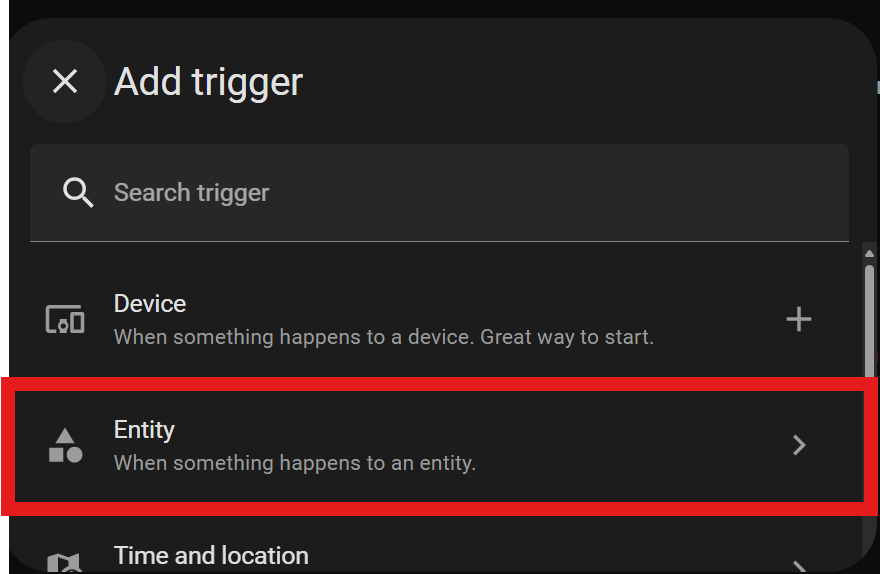 Add trigger
Search trigger
Device
When something happens to a device. Great way to start.
Entity
When something happens to an entity.
Time and location